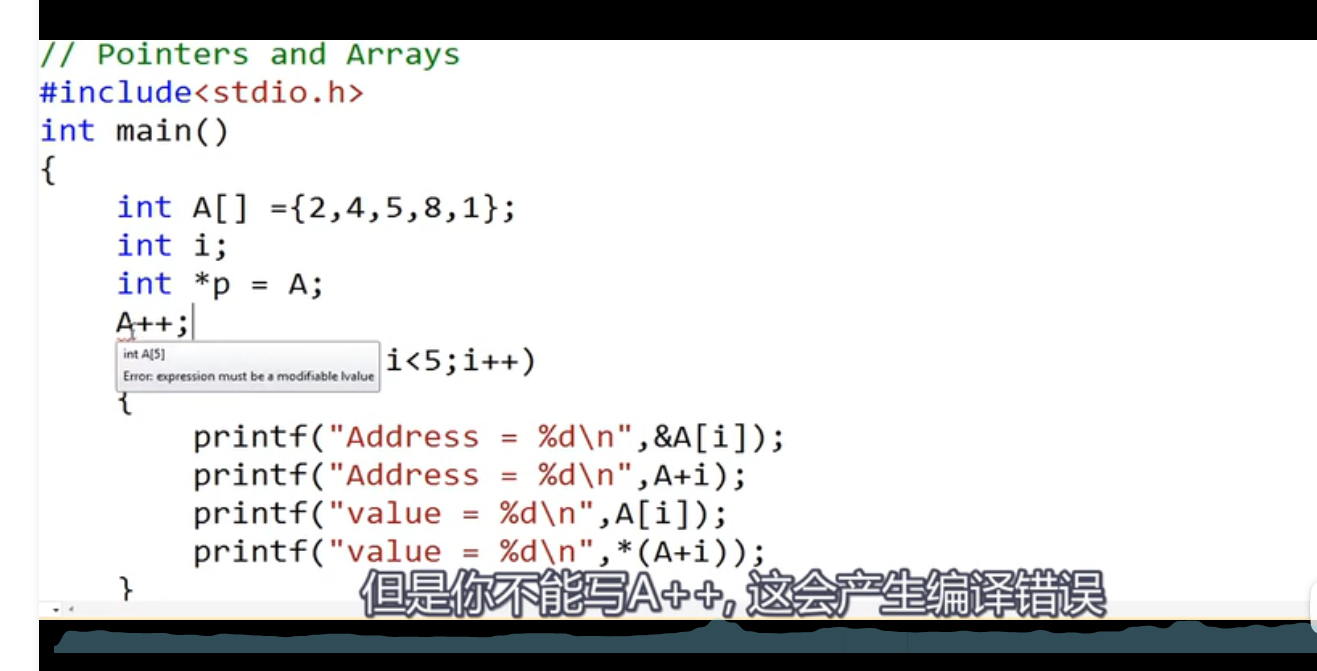 // Pointers and Arrays
#include<stdio.h>
int main()
{
int A[] ={2,4,5,8,1};
int i;
int *p = A;
A++;
int A[5]
Error: expression must be a modifiable lvalue
i<5;i++)
{
printf("Address = %d\n",&A[i]);
printf("Address = %d\n",A+i);
printf("value = %d\n",A[i]);
printf("value = %d\n",*(A+i));
}
但是你不能写A++, 这会产生编译错误